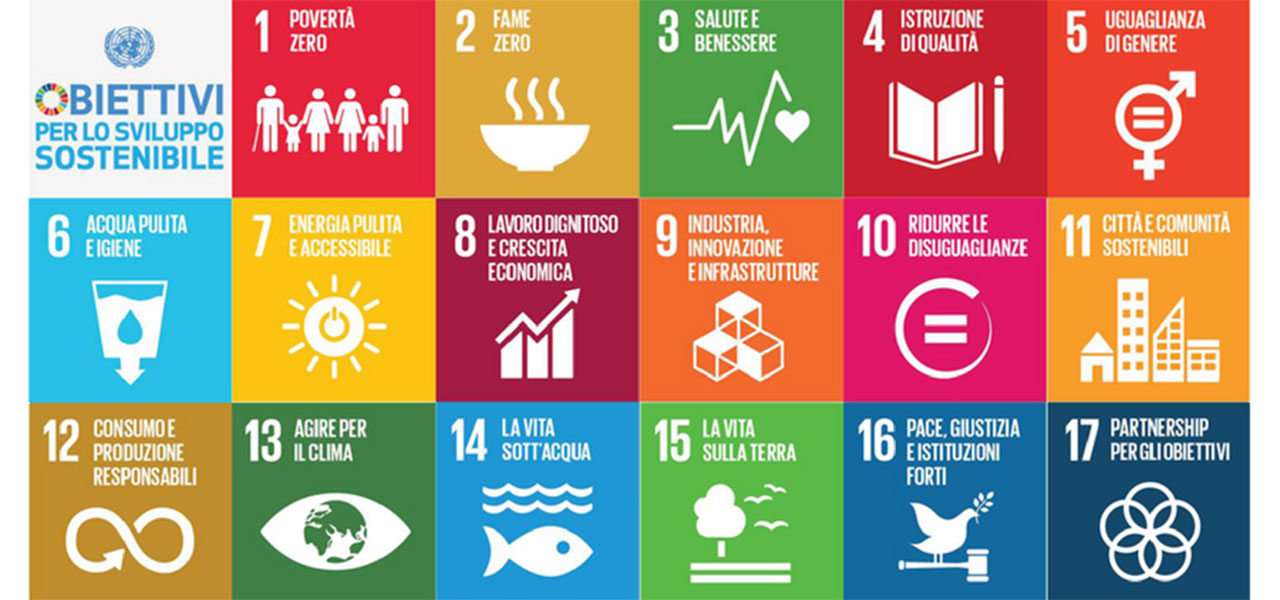 OBIETTIVI
PER LO SVILUPPO
SOSTENIBILE
1 POVERTÀ
ZERO
2 FAME
ZERO
3 SALUTE E
BENESSERE
4 ISTRUZIONE
DI QUALITÀ
5 UGUAGLIANZA
DI GENERE
6 ACQUA PULITA
E IGIENE
7 ENERGIA PULITA
E ACCESSIBILE
8 LAVORO DIGNITOSO
E CRESCITA
ECONOMICA
9 INDUSTRIA,
INNOVAZIONE
E INFRASTRUTTURE
10 RIDURRE LE
DISUGUAGLIANZE
11 CITTÀ E COMUNITÀ
SOSTENIBILI
12 CONSUMO E
PRODUZIONE
RESPONSABILI
13 AGIRE PER
IL CLIMA
14 LA VITA
SOTT'ACQUA
15 LA VITA
SULLA TERRA
16 PACE, GIUSTIZIA
E ISTITUZIONI
FORTI
17 PARTNERSHIP
PER GLI OBIETTIVI